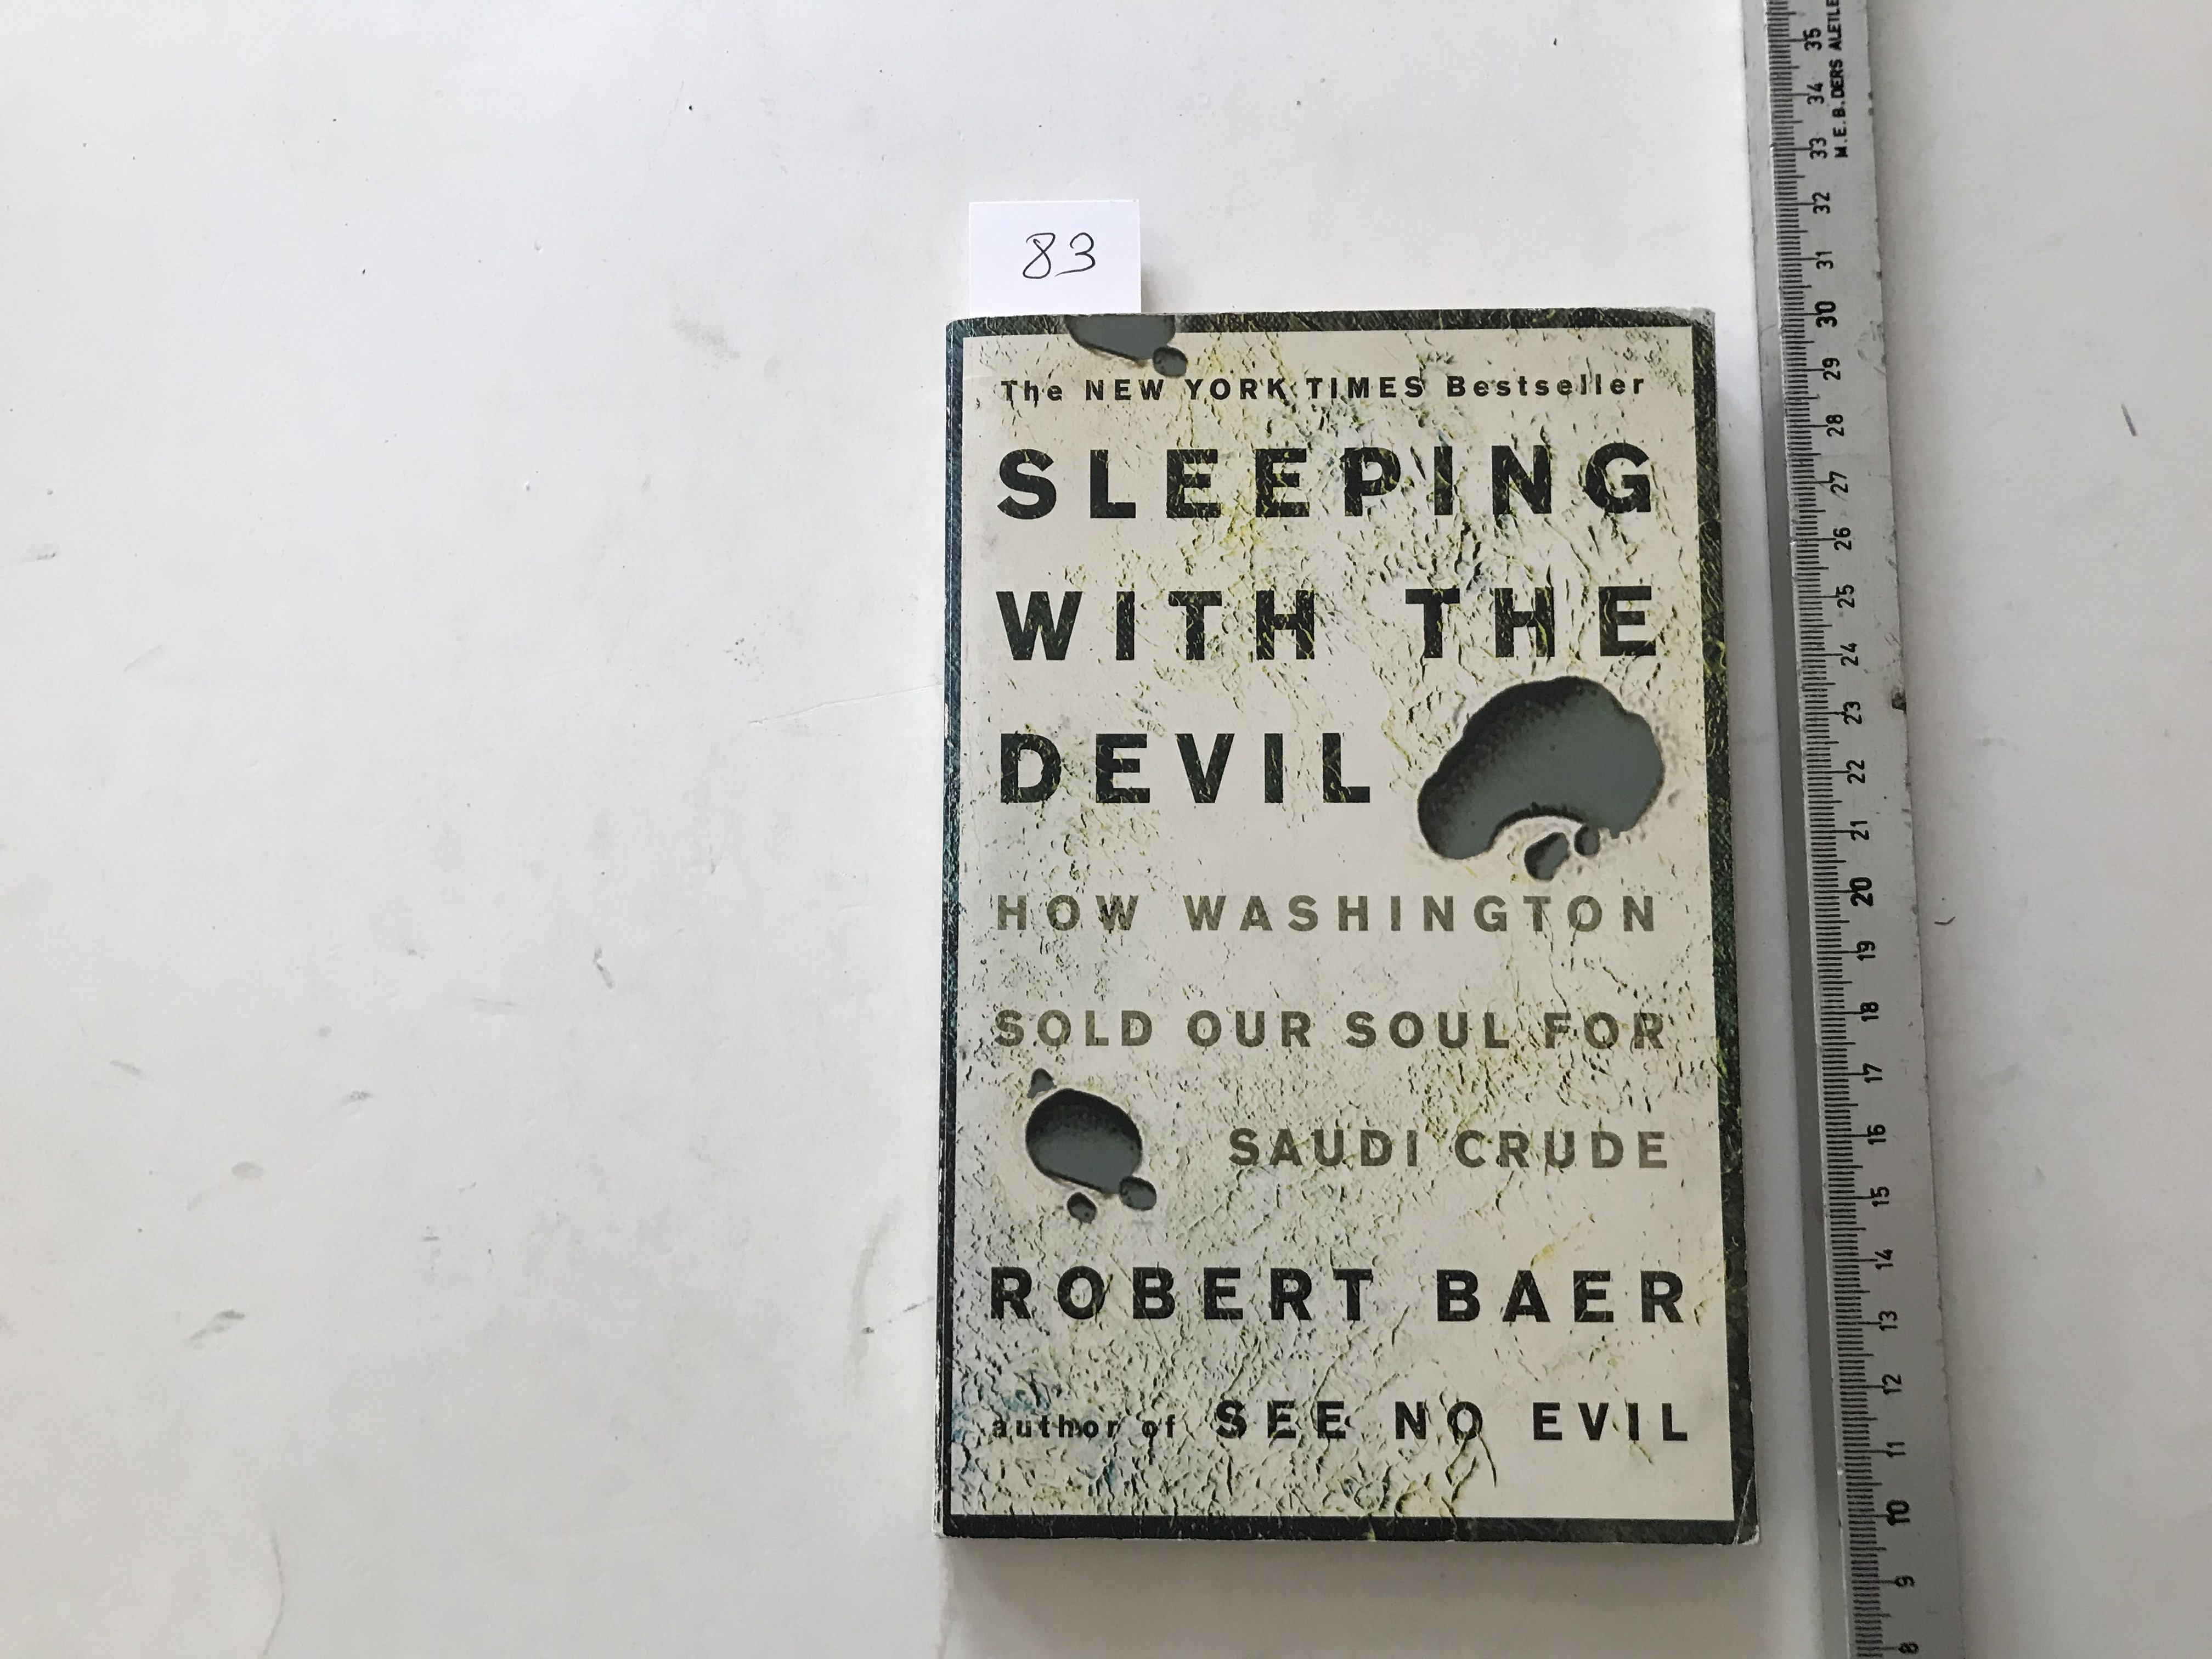 83
The NEW YORK TIMES Bestseller
SLEEPING
WITH THE
DEVIL
HOW WASHINGTON
SOLD OUR SOUL FOR
SAUDI CRUDE
ROBERT BAER
author of SEE NO EVIL
M.E.B. DERS ALETLE
35
34
33
32
31
30
29
28
27
26
25
24
23
22
21
20
19
18
17
16
15
14
13
12
11
10
9
8